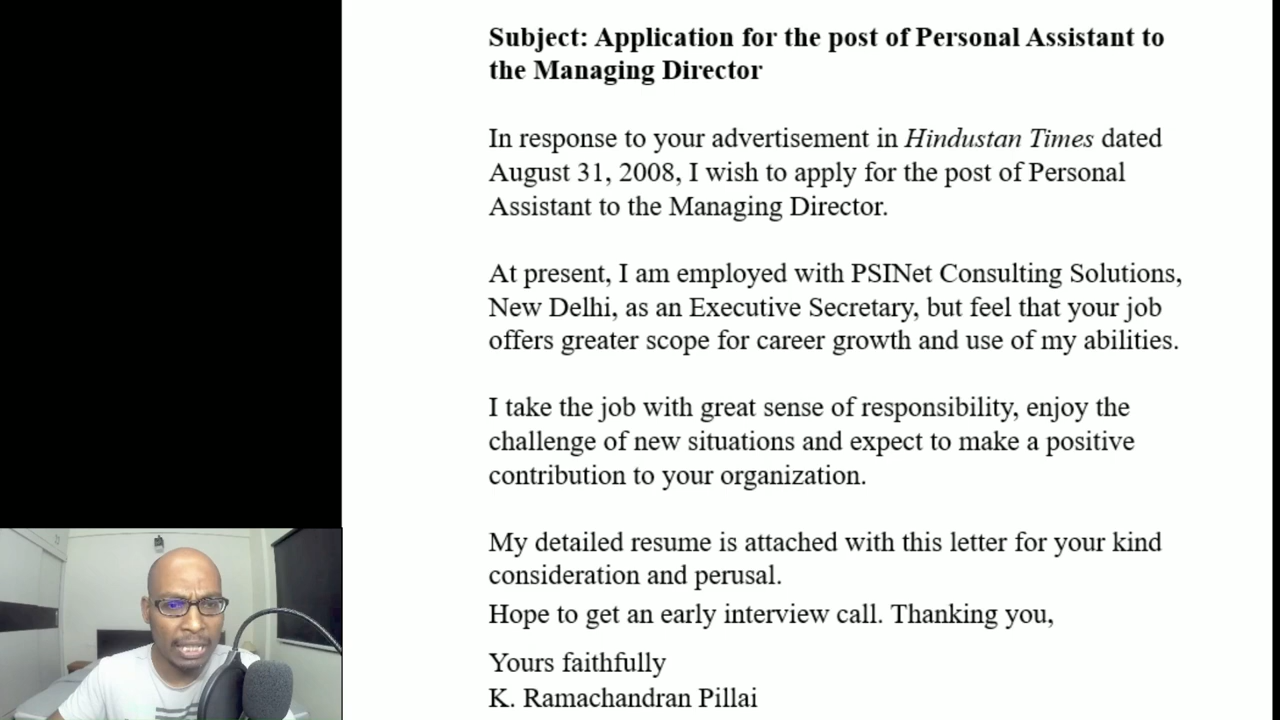 Subject: Application for the post of Personal Assistant to
the Managing Director
In response to your advertisement in Hindustan Times dated
August 31, 2008, I wish to apply for the post of Personal
Assistant to the Managing Director.
At present, I am employed with PSINet Consulting Solutions,
New Delhi, as an Executive Secretary, but feel that your job
offers greater scope for career growth and use of my abilities.
I take the job with great sense of responsibility, enjoy the
challenge of new situations and expect to make a positive
contribution to your organization.
My detailed resume is attached with this letter for your kind
consideration and perusal.
Hope to get an early interview call. Thanking you,
Yours faithfully
K. Ramachandran Pillai